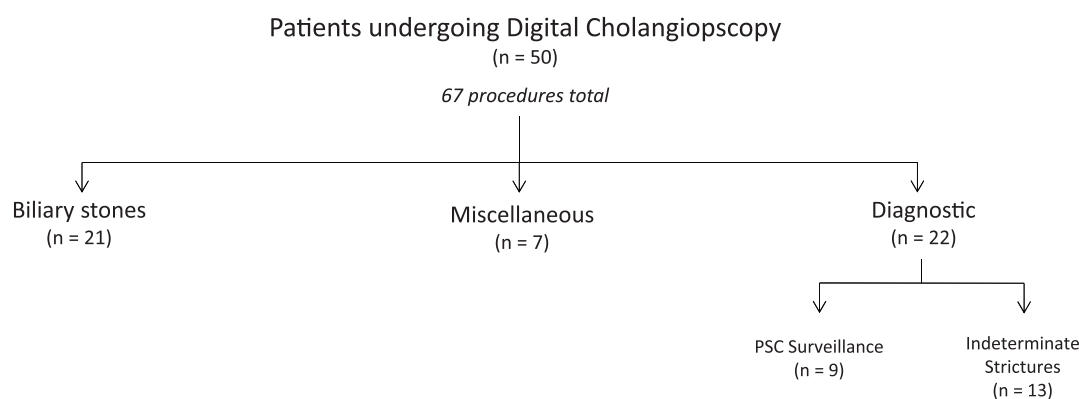 Patients undergoing Digital Cholangiopscopy
(n = 50)
67 procedures total
Biliary stones
(n = 21)
Miscellaneous
(n = 7)
Diagnostic
(n = 22)
PSC Surveillance
(n = 9)
Indeterminate
Strictures
(n = 13)